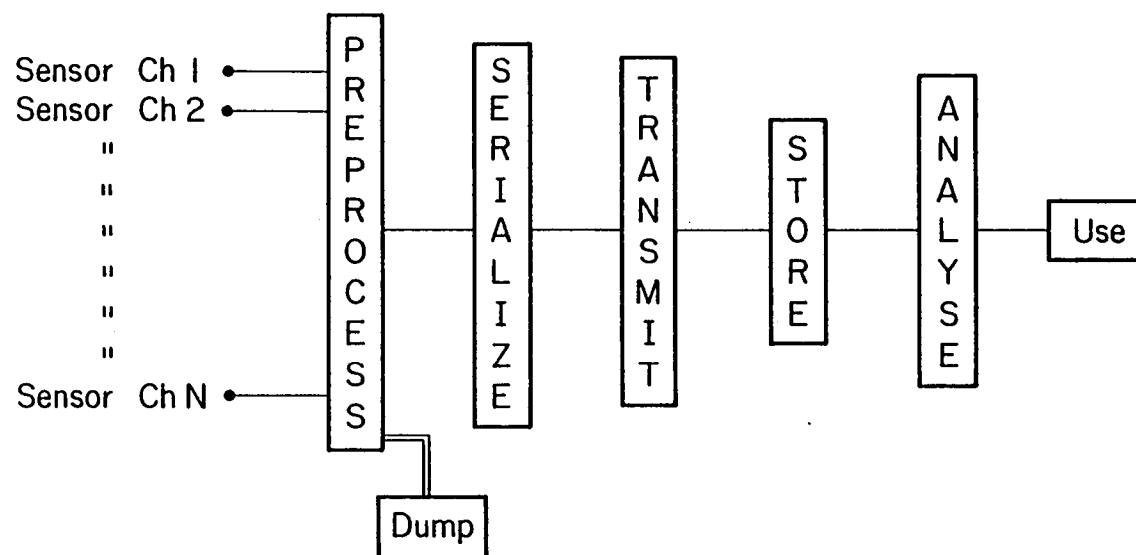 Sensor Ch 1
Sensor Ch 2
"
"
"
"
"
"
Sensor Ch N
PREPROCESS
Dump
SERIALIZE
TRANSMIT
STORE
ANALYSE
Use